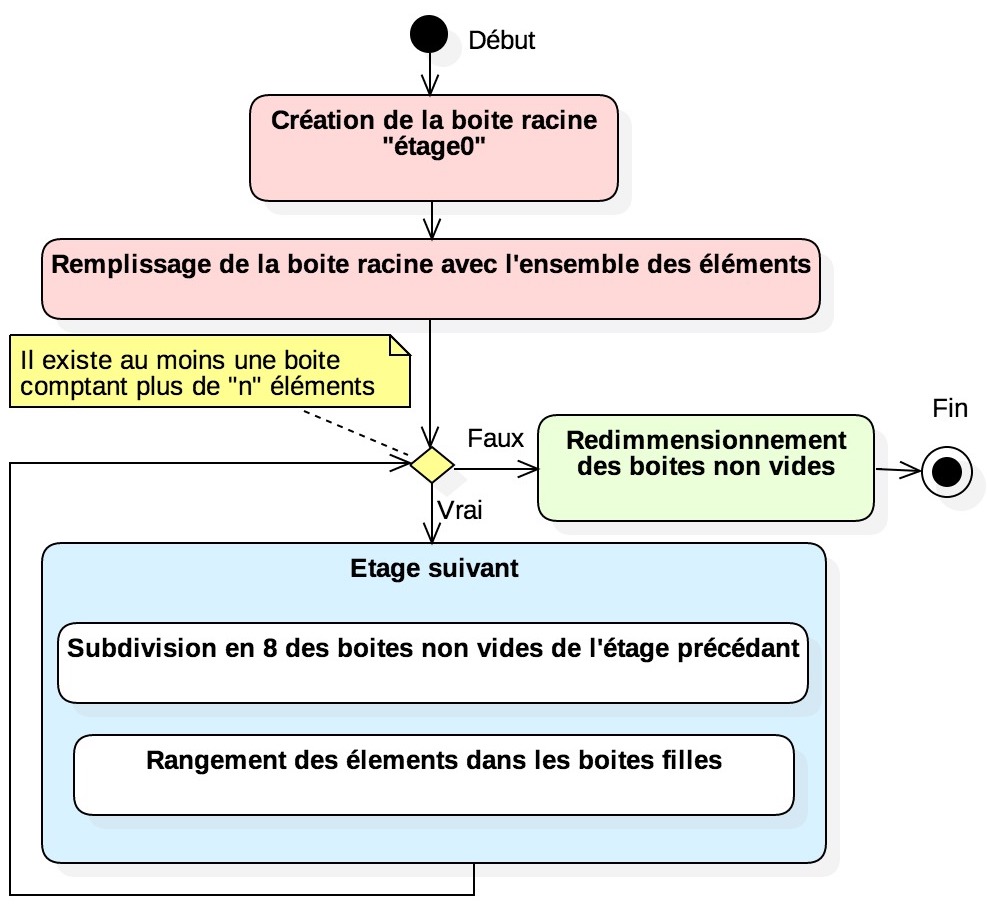 Début
Création de la boite racine
"étage0"
Remplissage de la boite racine avec l'ensemble des éléments
Il existe au moins une boite
comptant plus de "n" éléments
Faux
Redimmensionnement
des boites non vides
Fin
Vrai
Etage suivant
Subdivision en 8 des boites non vides de l'étage précédant
Rangement des élements dans les boites filles